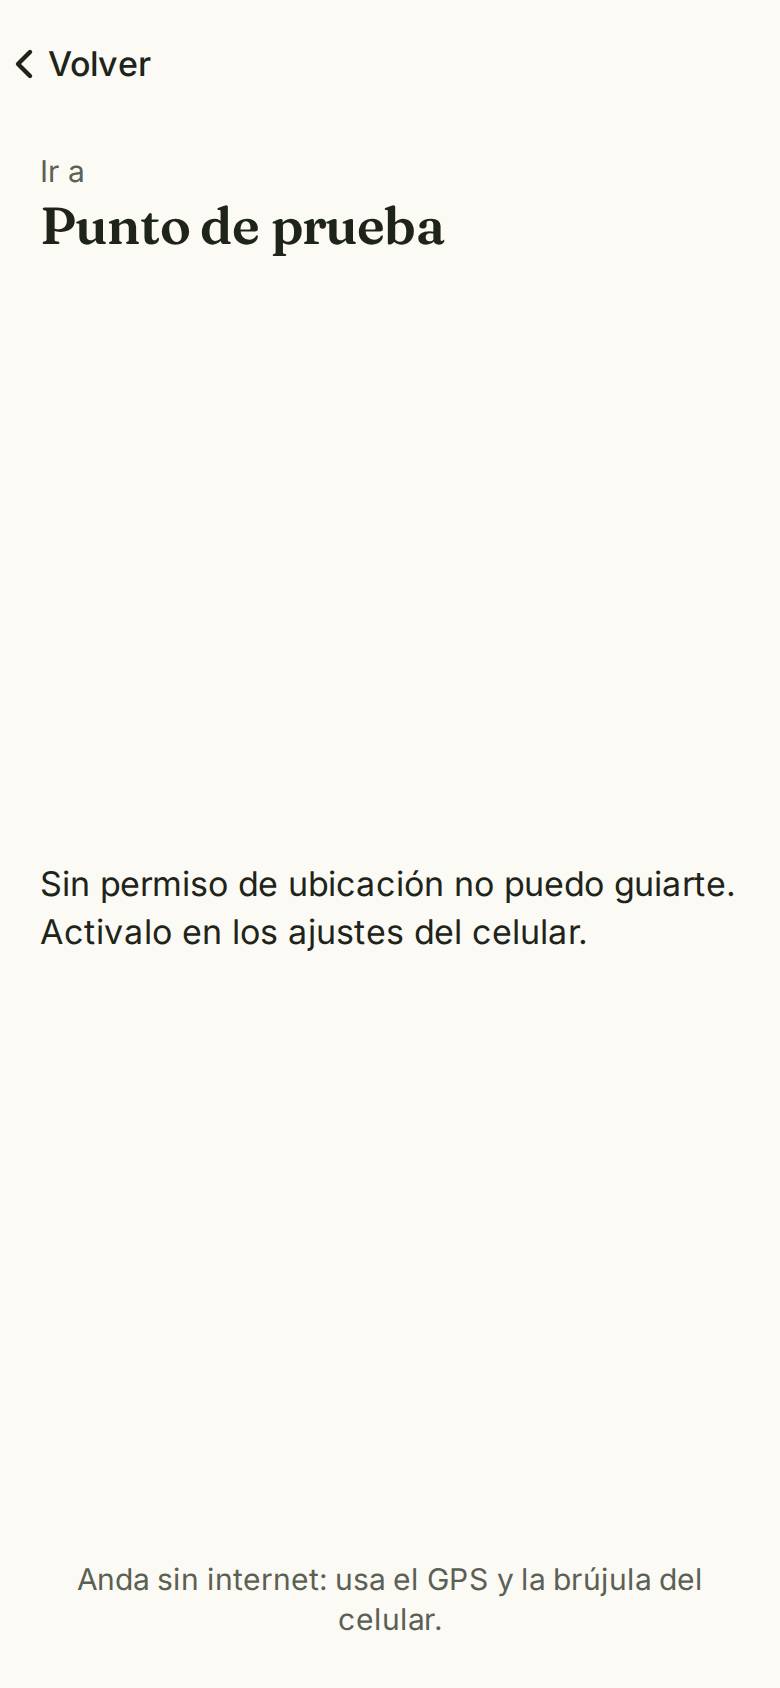 Volver
Ir a
Punto de prueba
Sin permiso de ubicación no puedo guiarte.
Activalo en los ajustes del celular.
Anda sin internet: usa el GPS y la brújula del
celular.